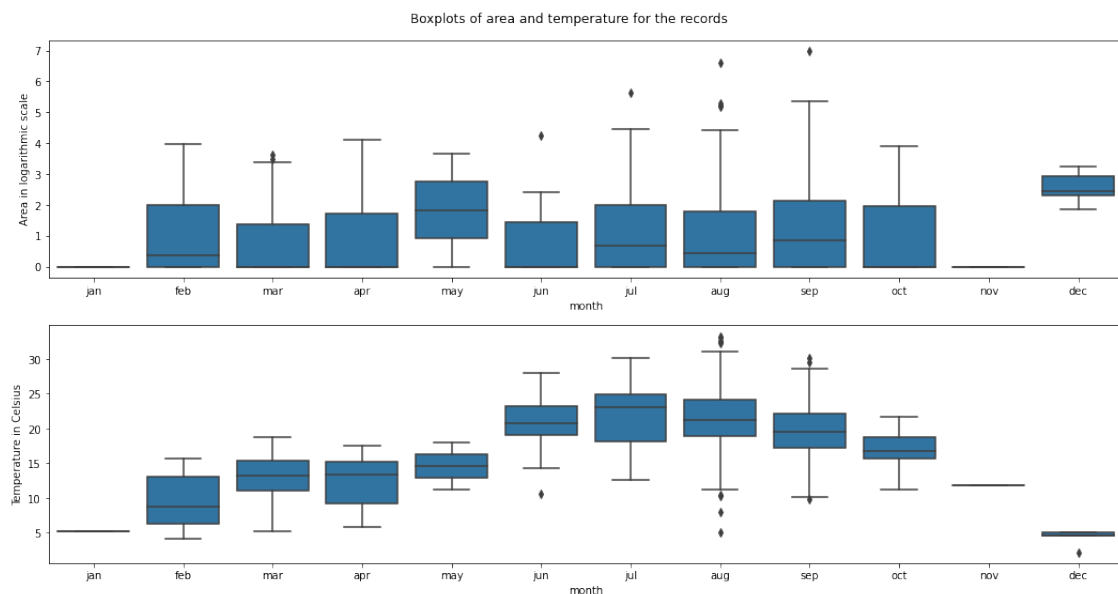 Boxplots of area and temperature for the records
Area in logarithmic scale
7
6
5
4
3
2
1
0
jan feb mar apr may jun jul aug sep oct nov dec
month
Temperature in Celsius
30
25
20
15
10
5
jan feb mar apr may jun jul aug sep oct nov dec
month